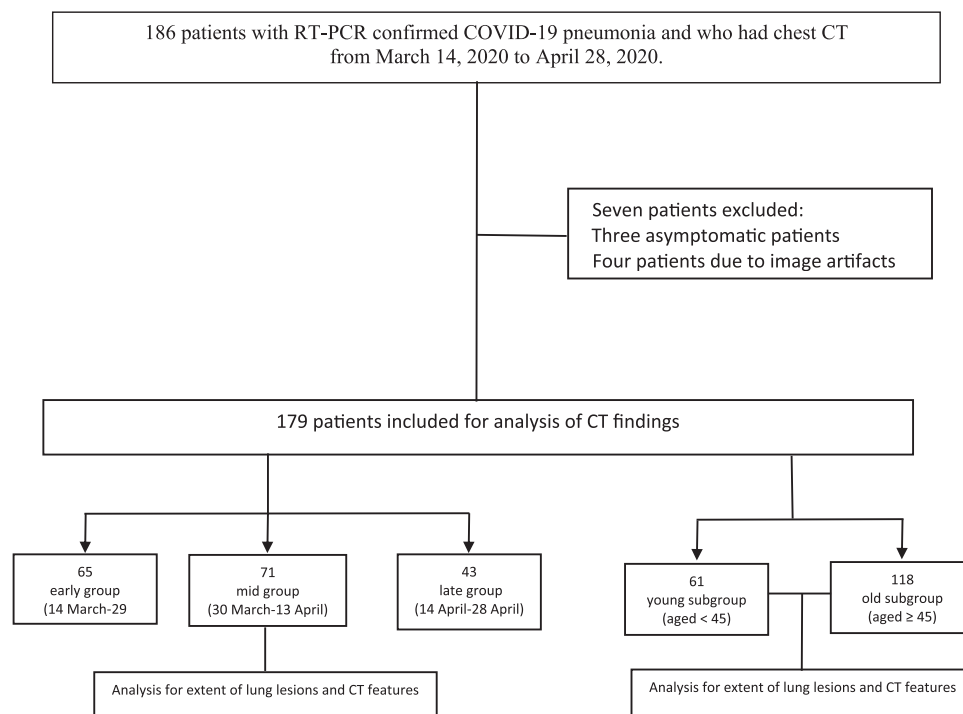 186 patients with RT-PCR confirmed COVID-19 pneumonia and who had chest CT
from March 14, 2020 to April 28, 2020.
Seven patients excluded:
Three asymptomatic patients
Four patients due to image artifacts
179 patients included for analysis of CT findings
65
early group
(14 March-29
71
mid group
(30 March-13 April)
43
late group
(14 April-28 April)
61
young subgroup
(aged < 45)
118
old subgroup
(aged ≥ 45)
Analysis for extent of lung lesions and CT features
Analysis for extent of lung lesions and CT features